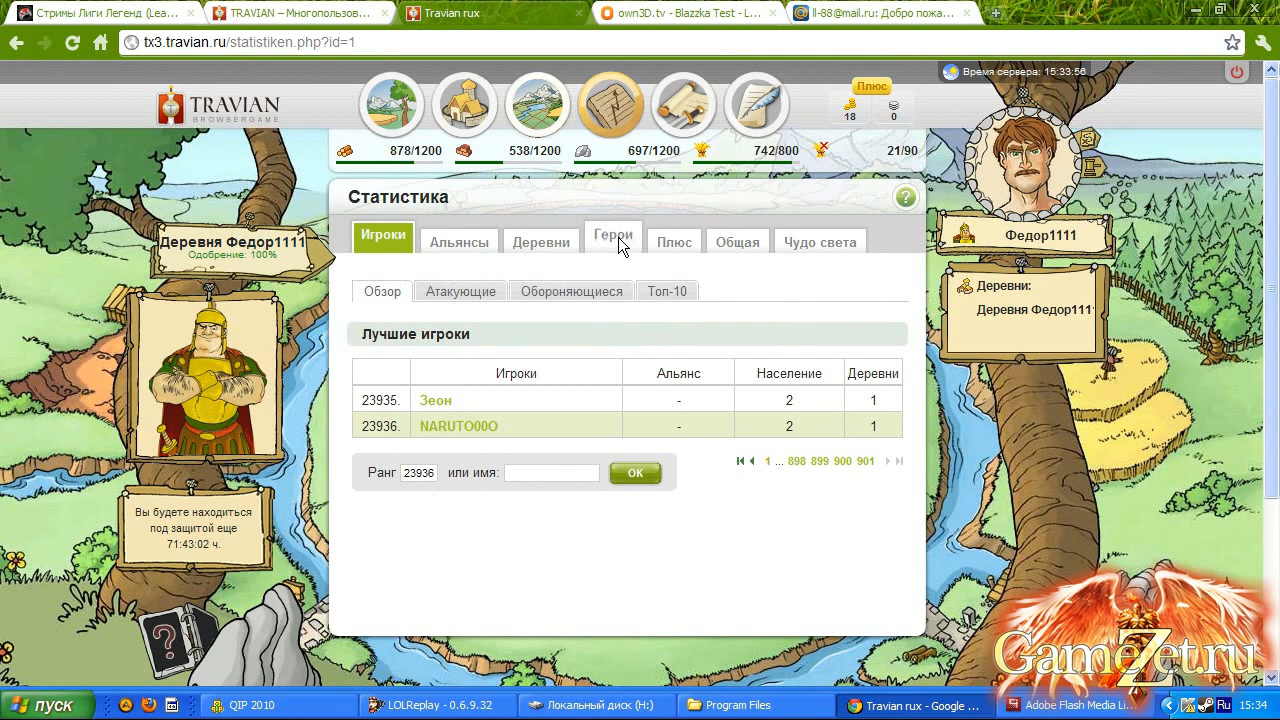 Стримы Лиги Легенд (Lea...
TRAVIAN – Многопользов...
Travian rux
own3D.tv - Blazzka Test - L...
ll-88@mail.ru: Добро пожа...
tx3.travian.ru/statistiken.php?id=1
Время сервера: 15:33:56
TRAVIAN
BROWSERGAME
Плюс
18
0
878/1200
538/1200
697/1200
742/800
21/90
Статистика
?
Игроки
Альянсы
Деревни
Герои
Плюс
Общая
Чудо света
Деревня Федор1111
Одобрение: 100%
Федор1111
Деревни:
Деревня Федор111
Обзор
Атакующие
Обороняющиеся
Топ-10
Лучшие игроки
Игроки Альянс Население Деревни
23935. Зеон - 2 1
23936. NARUTO00O - 2 1
Ранг 23936 или имя: ОК
1 ... 898 899 900 901
Вы будете находиться
под защитой еще
71:43:02 ч.
?
GameZet.ru
пуск
QIP 2010
LOLReplay - 0.6.9.32
Локальный диск (H:)
Program Files
Travian rux - Google ...
Adobe Flash Media Li...
Ru
15:34